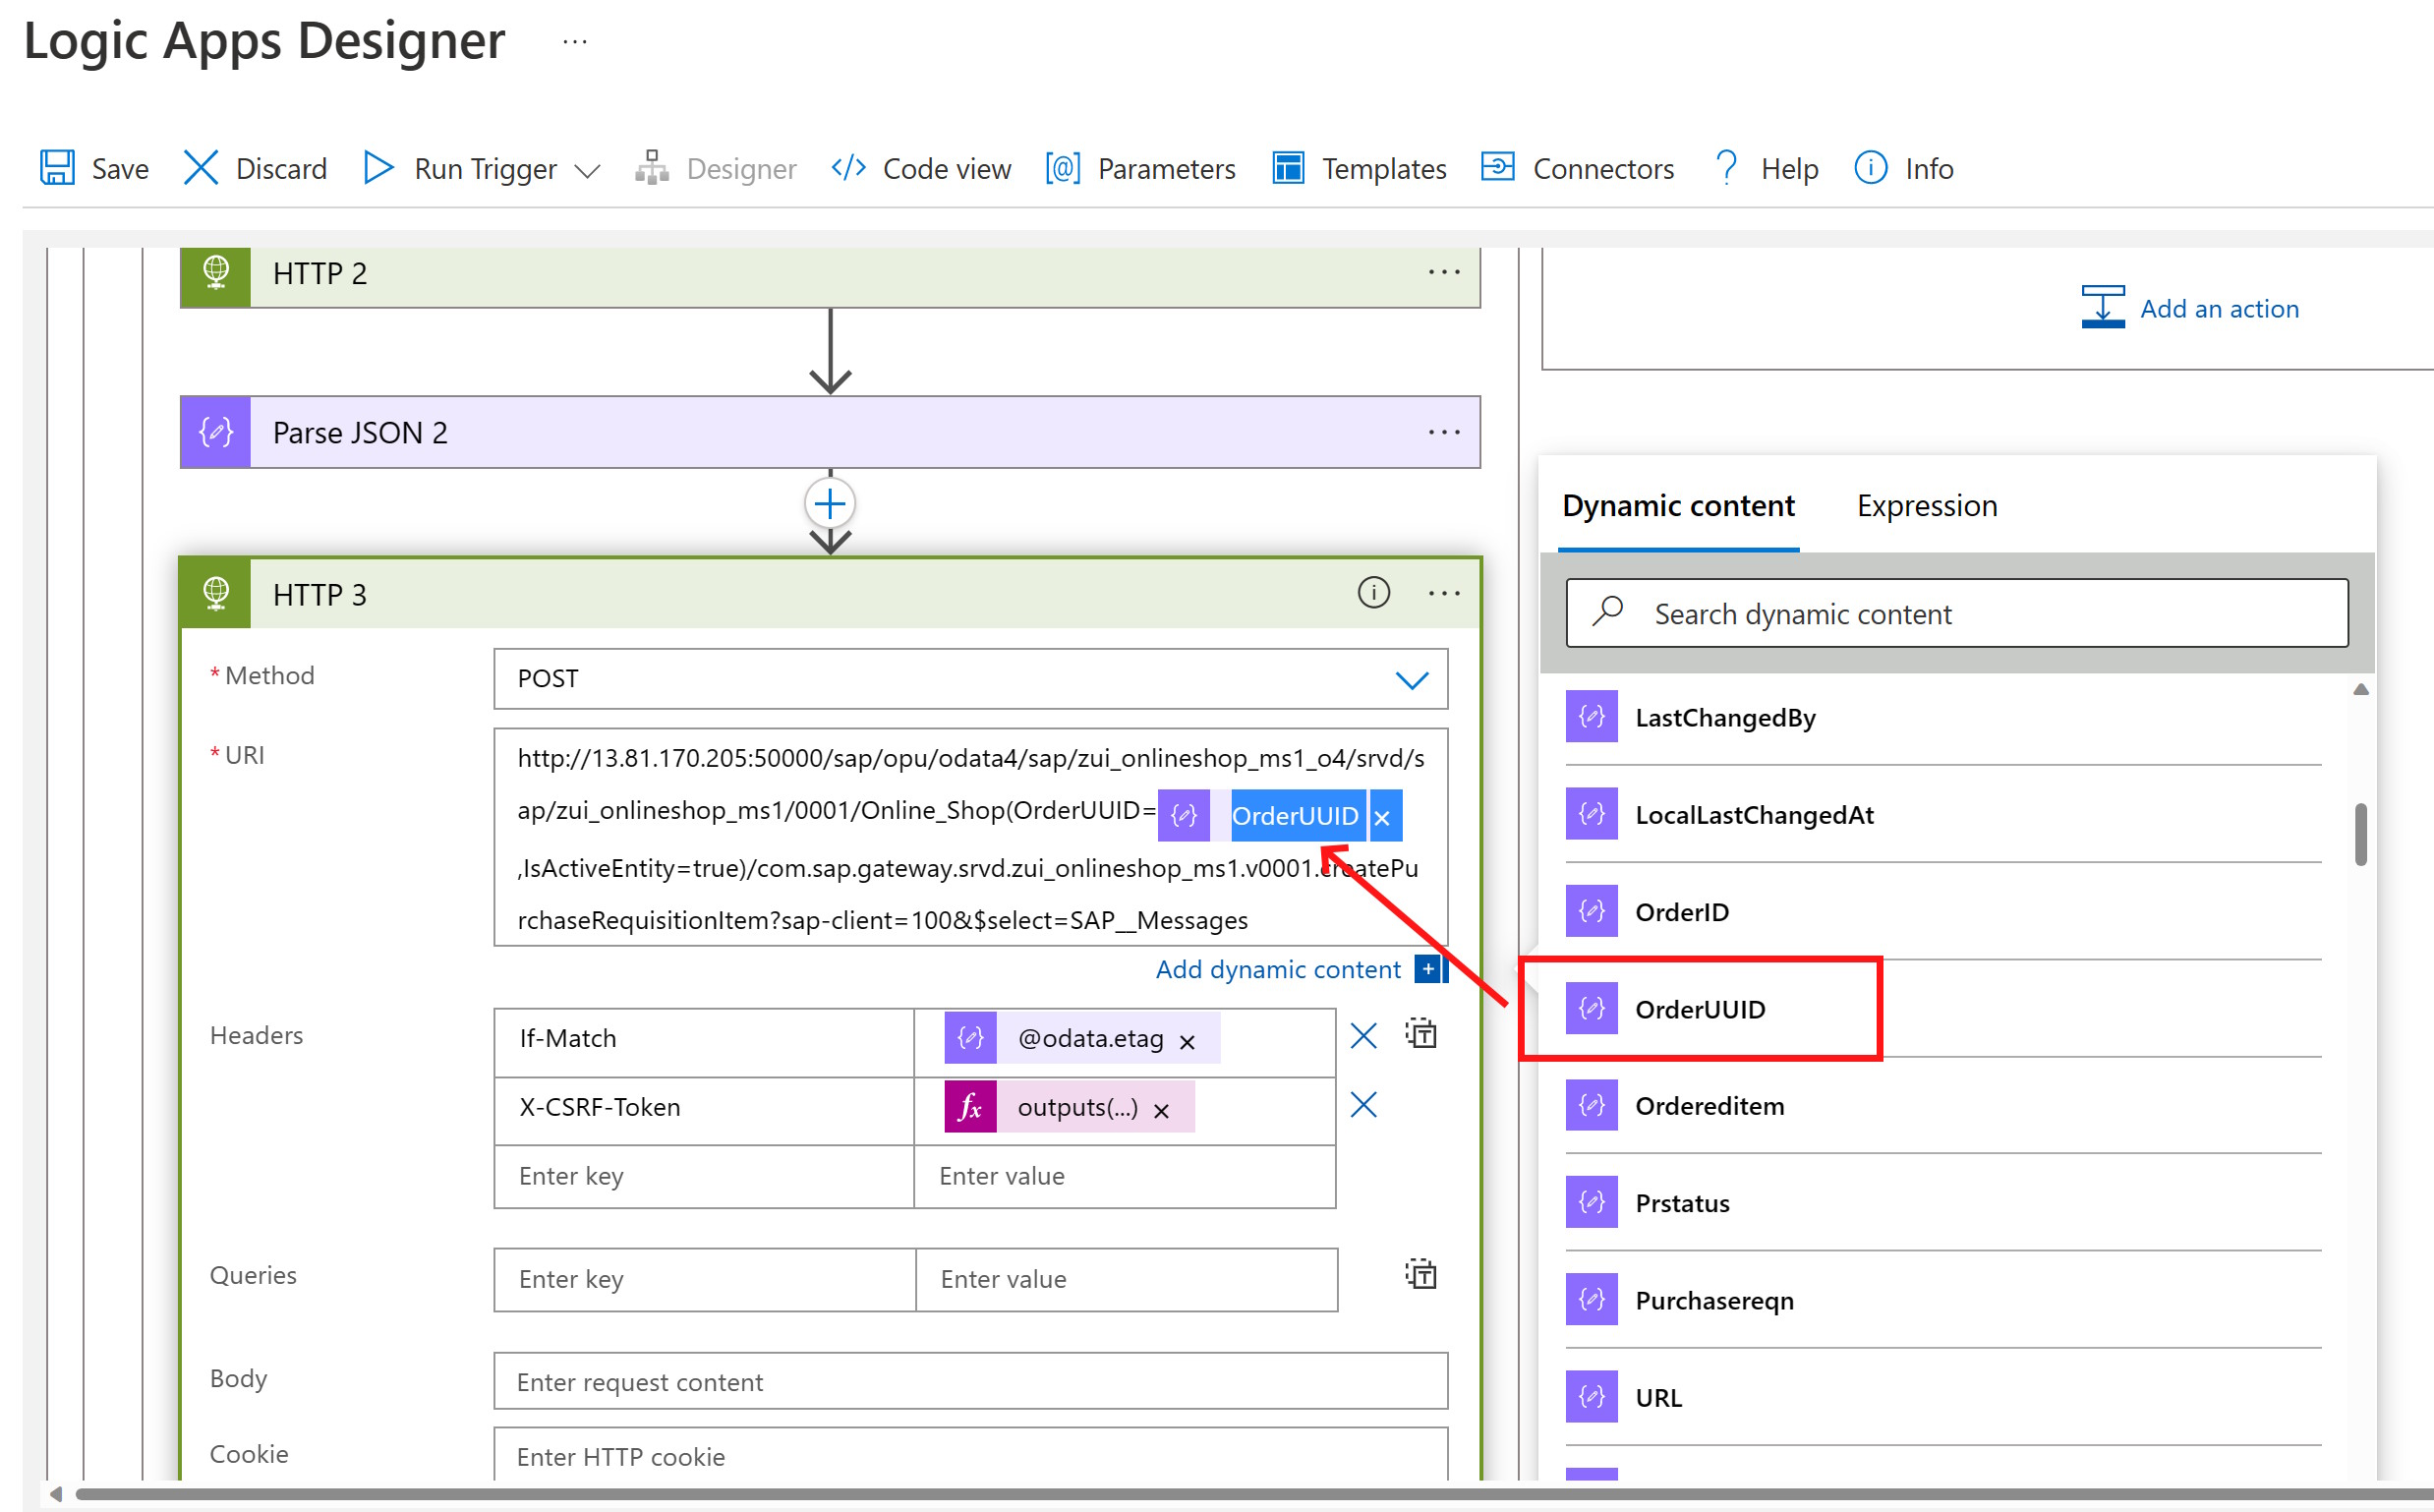 Logic Apps Designer ...
Save Discard Run Trigger Designer </> Code view [@] Parameters Templates Connectors ? Help i Info
HTTP 2 ...
Add an action
Parse JSON 2 ...
Dynamic content Expression
HTTP 3 i ...
Search dynamic content
* Method POST
* URI http://13.81.170.205:50000/sap/opu/odata4/sap/zui_onlineshop_ms1_o4/srvd/s
ap/zui_onlineshop_ms1/0001/Online_Shop(OrderUUID= OrderUUID ×
,IsActiveEntity=true)/com.sap.gateway.srvd.zui_onlineshop_ms1.v0001.createPu
rchaseRequisitionItem?sap-client=100&$select=SAP__Messages
Add dynamic content +
Headers
If-Match @odata.etag ×
X-CSRF-Token fx outputs(...) ×
Enter key Enter value
Queries Enter key Enter value
Body Enter request content
Cookie Enter HTTP cookie
LastChangedBy
LocalLastChangedAt
OrderID
OrderUUID
Ordereditem
Prstatus
Purchasereqn
URL